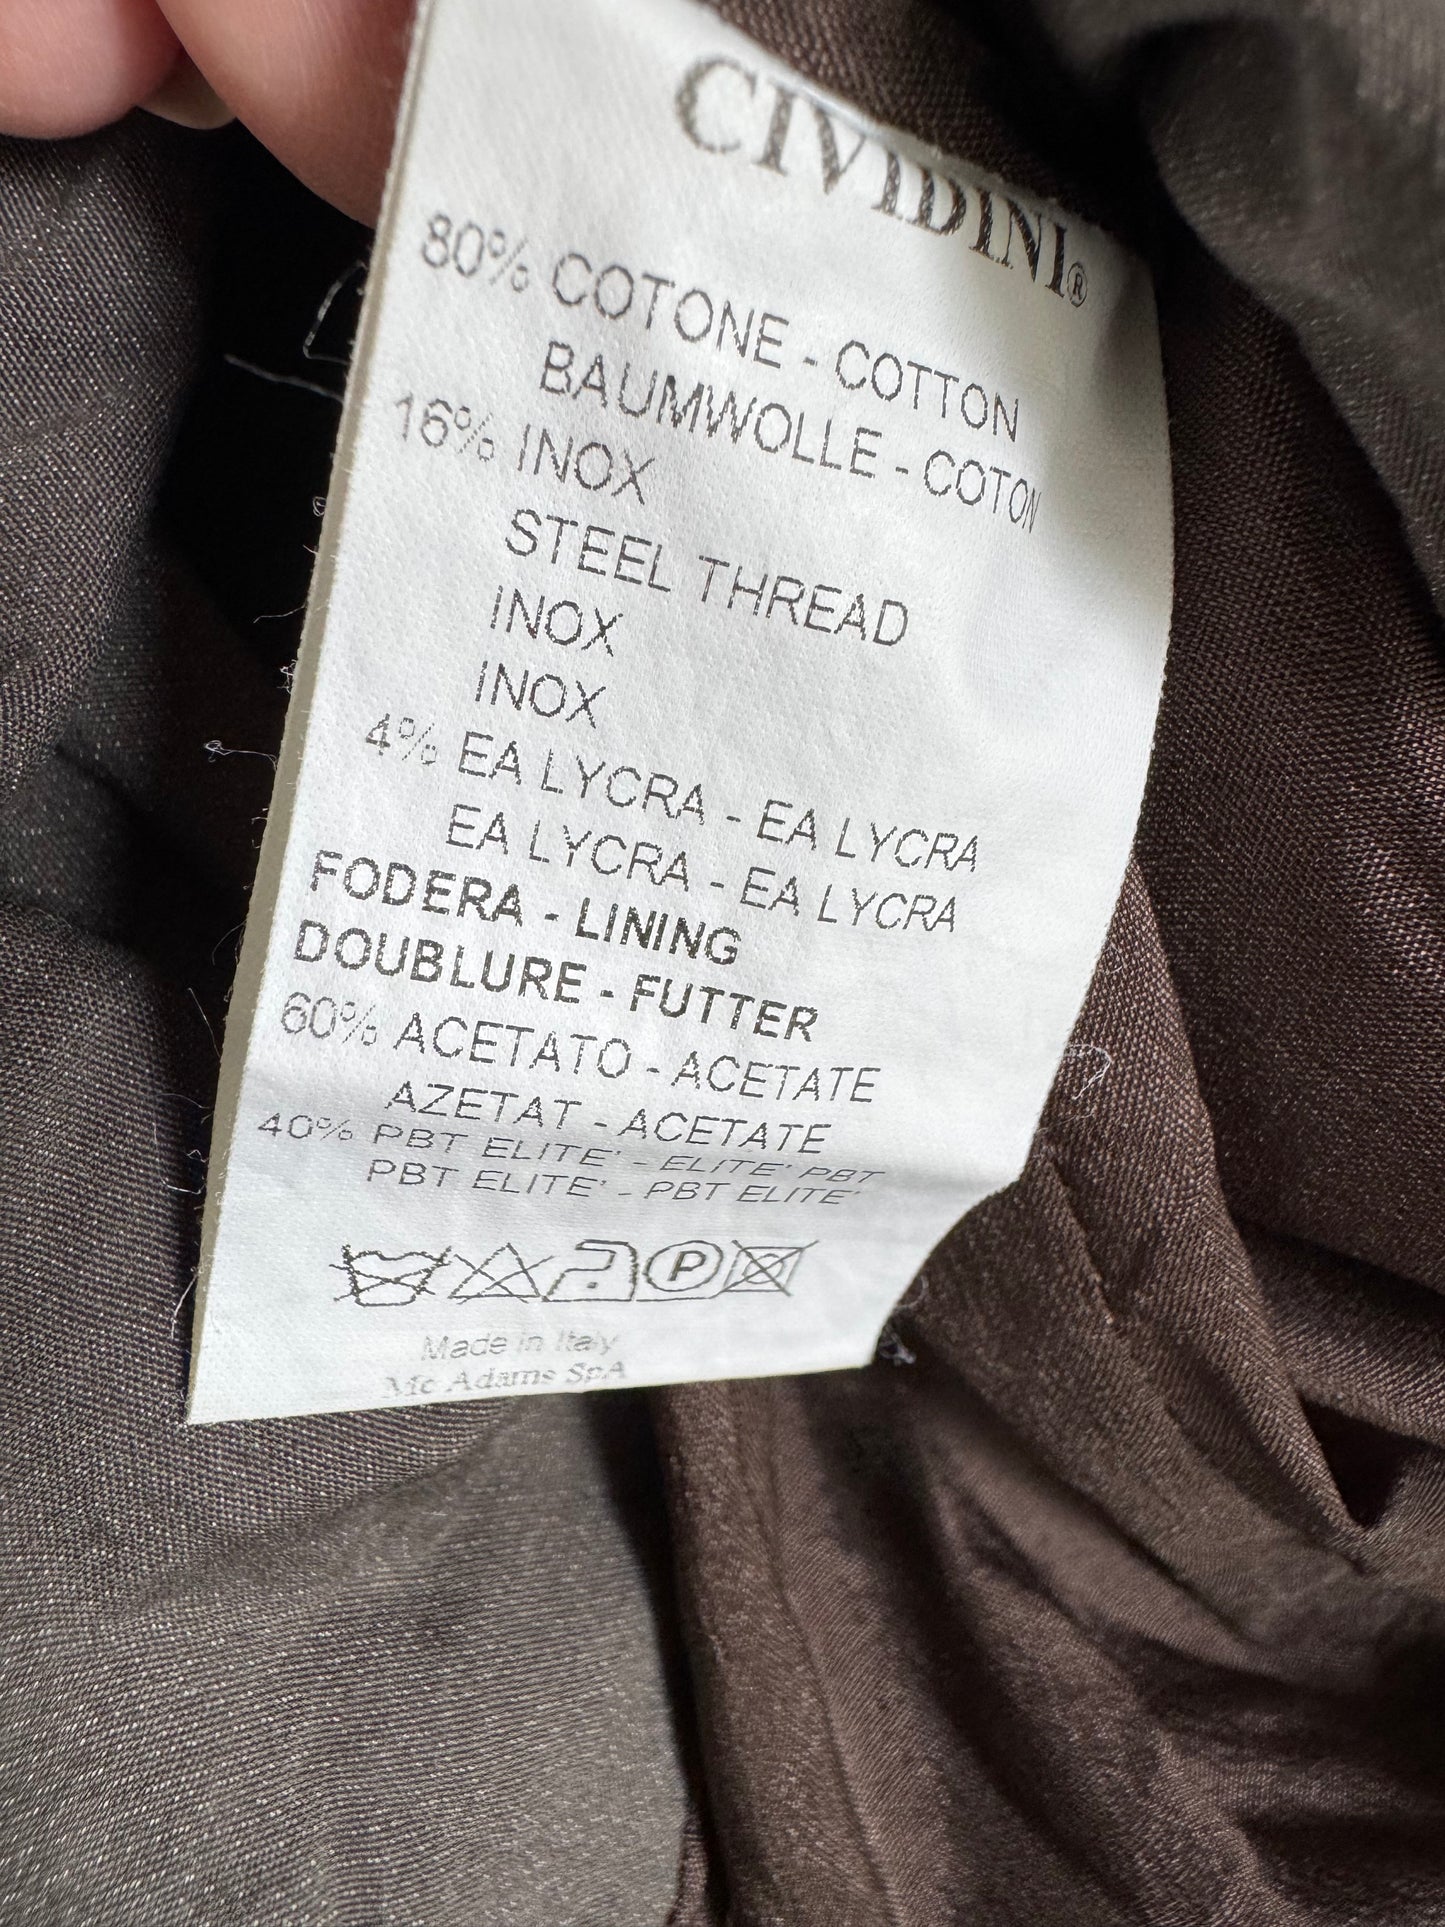 CIVIDINI®
80% COTONE - COTTON
BAUMWOLLE - COTON
16% INOX
STEEL THREAD
INOX
INOX
4% EA LYCRA - EA LYCRA
EA LYCRA - EA LYCRA
FODERA - LINING
DOUBLURE - FUTTER
60% ACETATO - ACETATE
AZETAT - ACETATE
40% PBT ELITE' - ELITE' PBT
PBT ELITE' - PBT ELITE'
P
Made in Italy
Mc Adams SpA